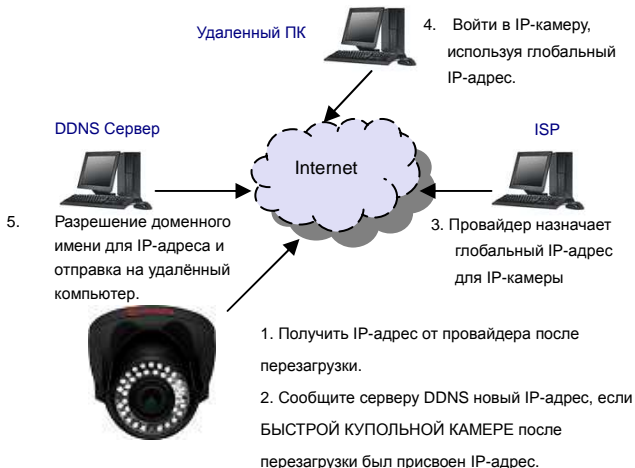 Удаленный ПК
4. Войти в IP-камеру,
используя глобальный
IP-адрес.
DDNS Сервер
Internet
ISP
5. Разрешение доменного
имени для IP-адреса и
отправка на удалённый
компьютер.
3. Провайдер назначает
глобальный IP-адрес
для IP-камеры
1. Получить IP-адрес от провайдера после
перезагрузки.
2. Сообщите серверу DDNS новый IP-адрес, если
БЫСТРОЙ КУПОЛЬНОЙ КАМЕРЕ после
перезагрузки был присвоен IP-адрес.